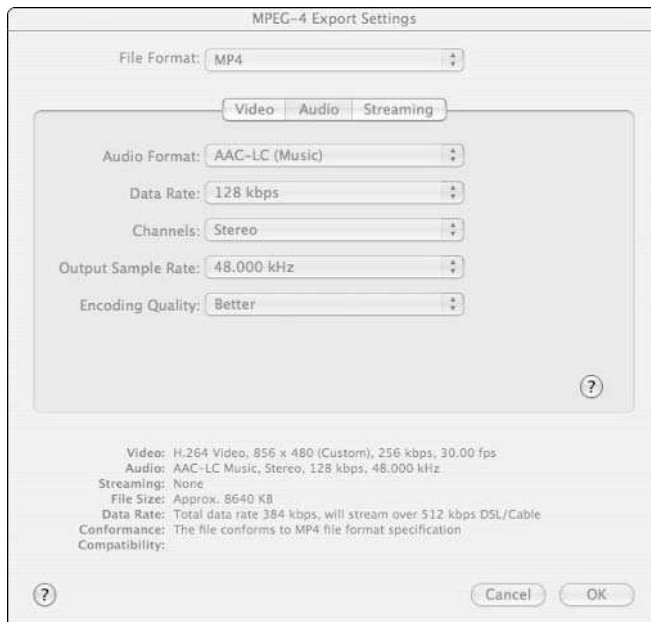 MPEG-4 Export Settings
File Format: MP4
Video Audio Streaming
Audio Format: AAC-LC (Music)
Data Rate: 128 kbps
Channels: Stereo
Output Sample Rate: 48.000 kHz
Encoding Quality: Better
?
Video: H.264 Video, 856 x 480 (Custom), 256 kbps, 30.00 fps
Audio: AAC-LC Music, Stereo, 128 kbps, 48.000 kHz
Streaming: None
File Size: Approx. 8640 KB
Data Rate: Total data rate 384 kbps, will stream over 512 kbps DSL/Cable
Conformance: The file conforms to MP4 file format specification
Compatibility:
? Cancel OK